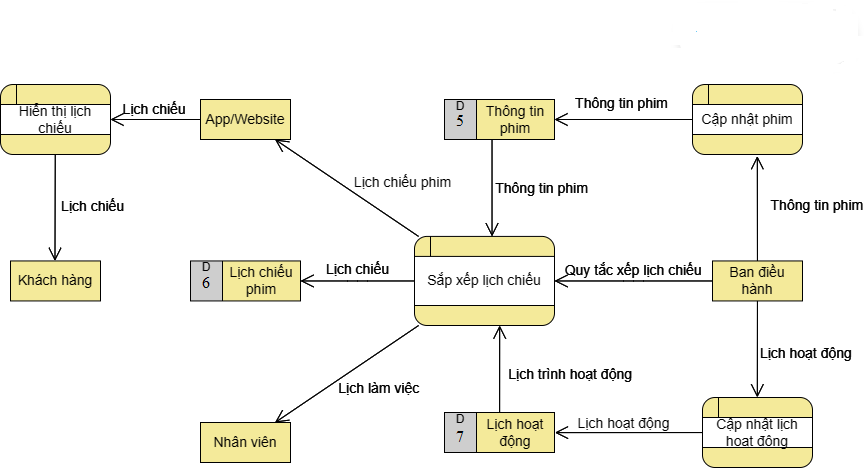 Hiển thị lịch
chiếu
Lịch chiếu
App/Website
D
5
Thông tin
phim
Thông tin phim
Cập nhật phim
Lịch chiếu phim
Thông tin phim
Lịch chiếu
Thông tin phim
Khách hàng
D
6
Lịch chiếu
phim
Lịch chiếu
Sắp xếp lịch chiếu
Quy tắc xếp lịch chiếu
Ban điều
hành
Lịch làm việc
Lịch trình hoạt động
Lịch hoạt động
Nhân viên
D
7
Lịch hoạt
động
Lịch hoạt động
Cập nhật lịch
hoạt động